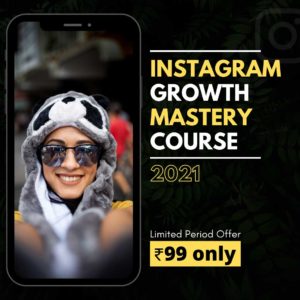 INSTAGRAM
GROWTH
MASTERY
COURSE
2021
Limited Period Offer
₹99 only